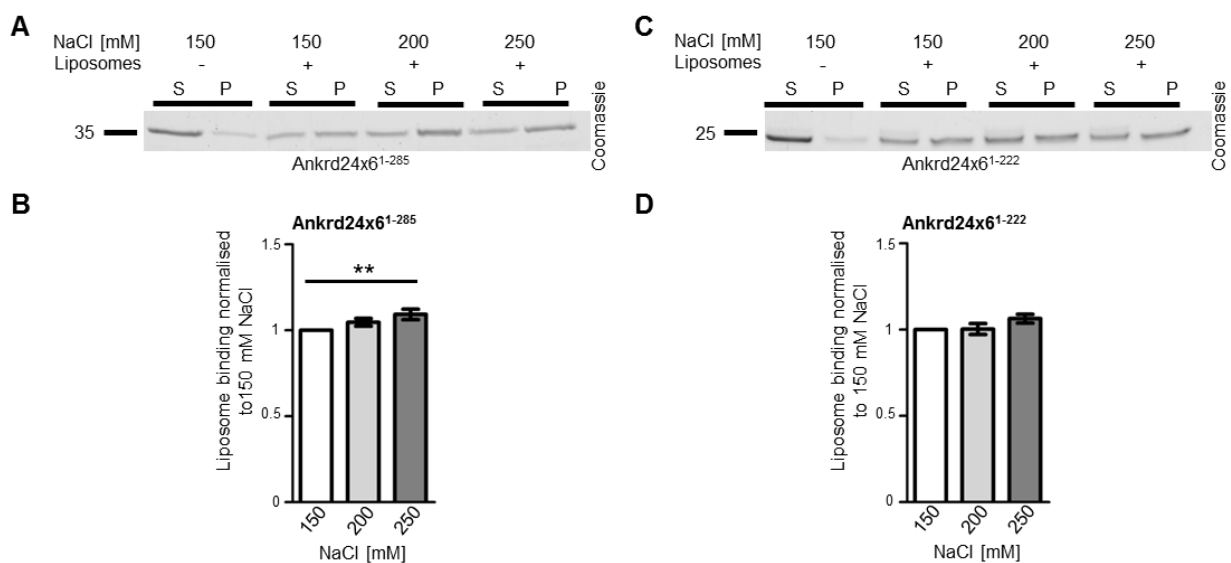 A
NaCl [mM] 150 150 200 250
Liposomes - + + +
S P S P S P S P
35
Coomassie
Ankrd24x6¹⁻²⁸⁵
C
NaCl [mM] 150 150 200 250
Liposomes - + + +
S P S P S P S P
25
Coomassie
Ankrd24x6¹⁻²²²
B
Ankrd24x6¹⁻²⁸⁵
Liposome binding normalised
to150 mM NaCl
1.5
**
1
0.5
0
150 200 250
NaCl [mM]
D
Ankrd24x6¹⁻²²²
Liposome binding normalised
to 150 mM NaCl
1.5
1
0.5
0
150 200 250
NaCl [mM]